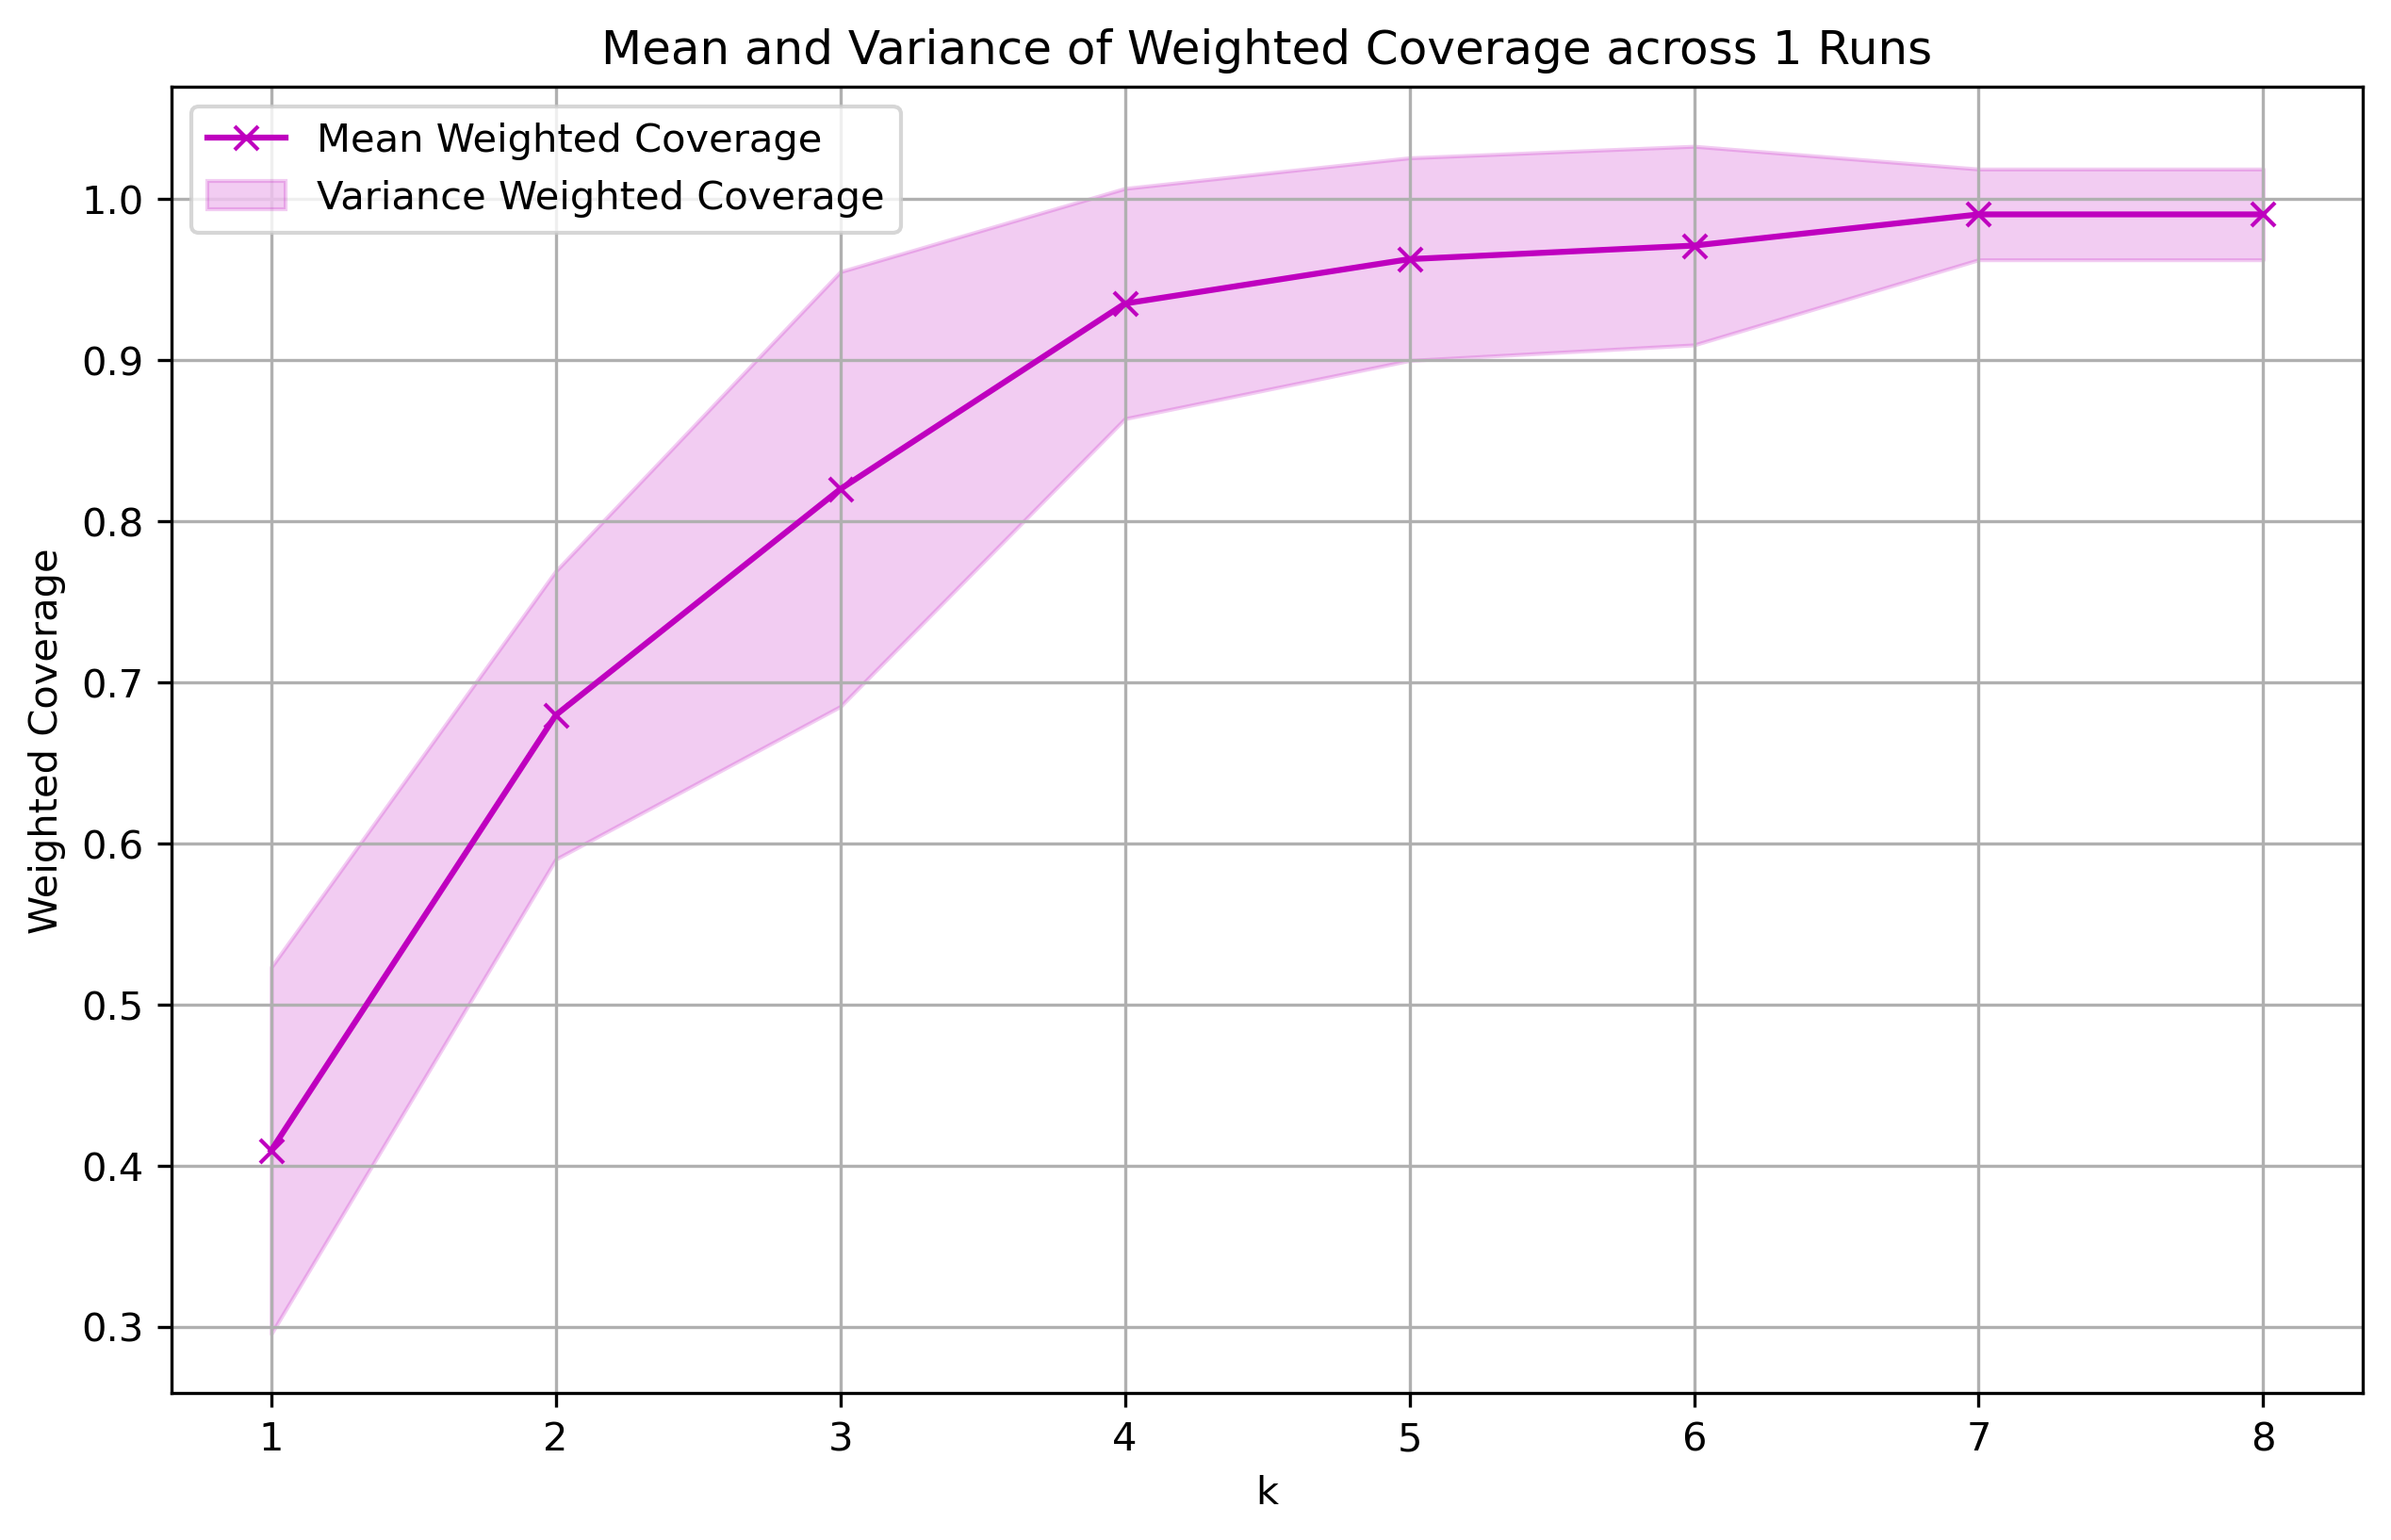 Mean and Variance of Weighted Coverage across 1 Runs
Mean Weighted Coverage
Variance Weighted Coverage
Weighted Coverage
1.0
0.9
0.8
0.7
0.6
0.5
0.4
0.3
1 2 3 4 5 6 7 8
k